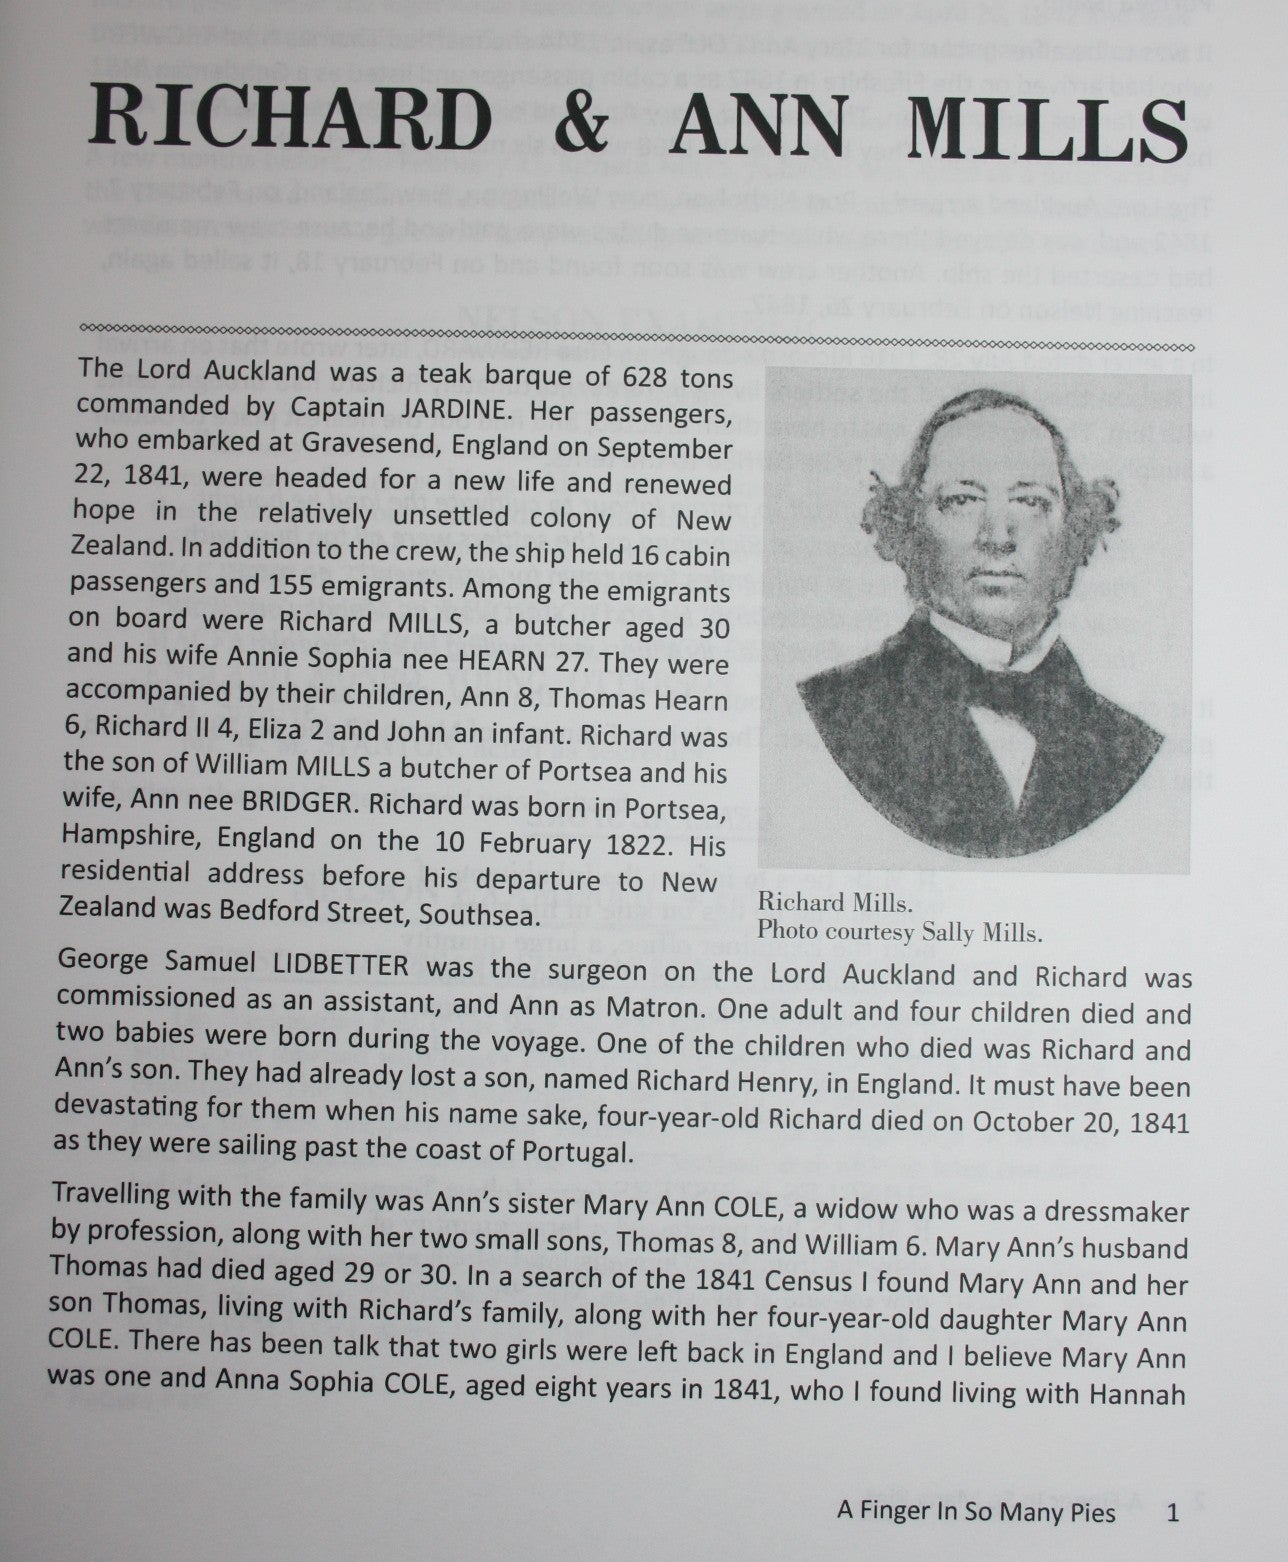 RICHARD & ANN MILLS
The Lord Auckland was a teak barque of 628 tons
commanded by Captain JARDINE. Her passengers,
who embarked at Gravesend, England on September
22, 1841, were headed for a new life and renewed
hope in the relatively unsettled colony of New
Zealand. In addition to the crew, the ship held 16 cabin
passengers and 155 emigrants. Among the emigrants
on board were Richard MILLS, a butcher aged 30
and his wife Annie Sophia nee HEARN 27. They were
accompanied by their children, Ann 8, Thomas Hearn
6, Richard II 4, Eliza 2 and John an infant. Richard was
the son of William MILLS a butcher of Portsea and his
wife, Ann nee BRIDGER. Richard was born in Portsea,
Hampshire, England on the 10 February 1822. His
residential address before his departure to New
Zealand was Bedford Street, Southsea.
Richard Mills.
Photo courtesy Sally Mills.
George Samuel LIDBETTER was the surgeon on the Lord Auckland and Richard was
commissioned as an assistant, and Ann as Matron. One adult and four children died and
two babies were born during the voyage. One of the children who died was Richard and
Ann's son. They had already lost a son, named Richard Henry, in England. It must have been
devastating for them when his name sake, four-year-old Richard died on October 20, 1841
as they were sailing past the coast of Portugal.
Travelling with the family was Ann's sister Mary Ann COLE, a widow who was a dressmaker
by profession, along with her two small sons, Thomas 8, and William 6. Mary Ann's husband
Thomas had died aged 29 or 30. In a search of the 1841 Census I found Mary Ann and her
son Thomas, living with Richard's family, along with her four-year-old daughter Mary Ann
COLE. There has been talk that two girls were left back in England and I believe Mary Ann
was one and Anna Sophia COLE, aged eight years in 1841, who I found living with Hannah
A Finger In So Many Pies 1